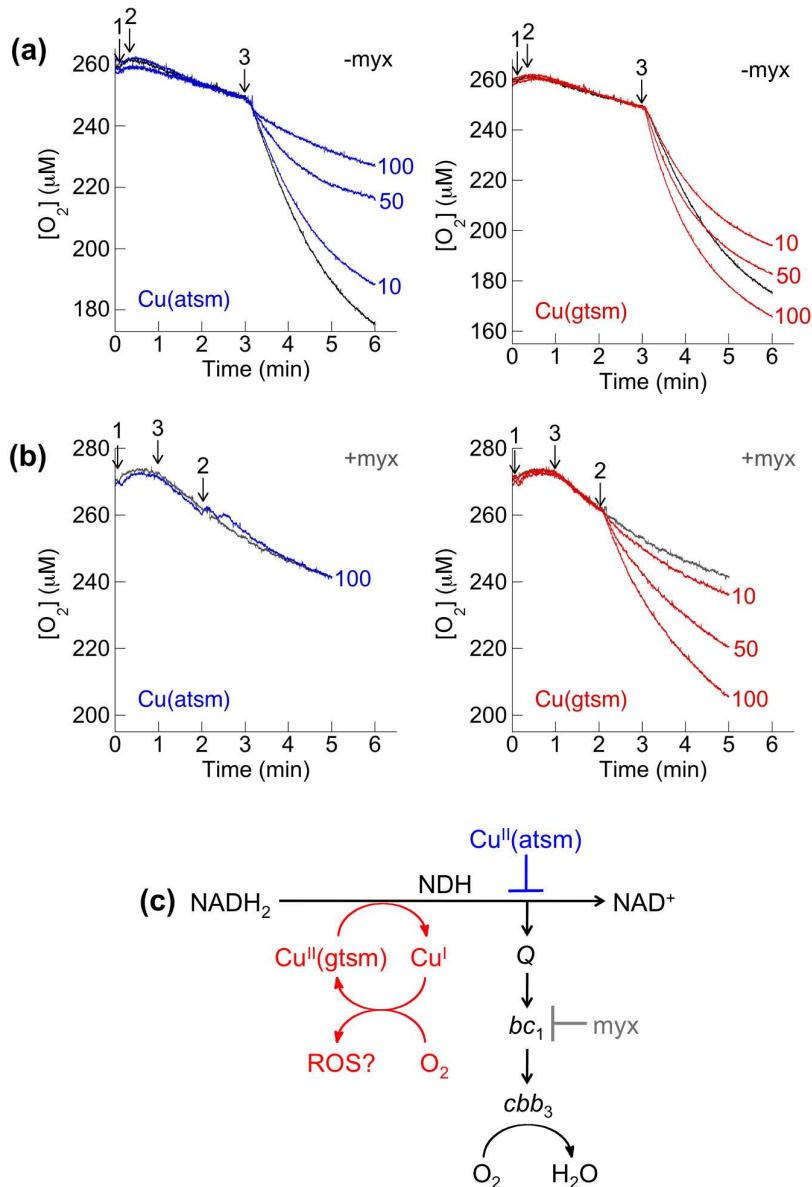 (a)
1 2 3 -myx
260
240
220
200
180
[O2] (μM)
100
50
10
Cu(atsm)
0 1 2 3 4 5 6
Time (min)
1 2 3 -myx
260
240
220
200
180
160
[O2] (μM)
10
50
100
Cu(gtsm)
0 1 2 3 4 5 6
Time (min)
(b)
1 3 2 +myx
280
260
240
220
200
[O2] (μM)
100
Cu(atsm)
0 1 2 3 4 5 6
Time (min)
1 3 2 +myx
280
260
240
220
200
[O2] (μM)
10
50
100
Cu(gtsm)
0 1 2 3 4 5 6
Time (min)
CuII(atsm)
(c) NADH2 NDH NAD+
CuII(gtsm) CuI Q
bc1 myx
ROS? O2
cbb3
O2 H2O